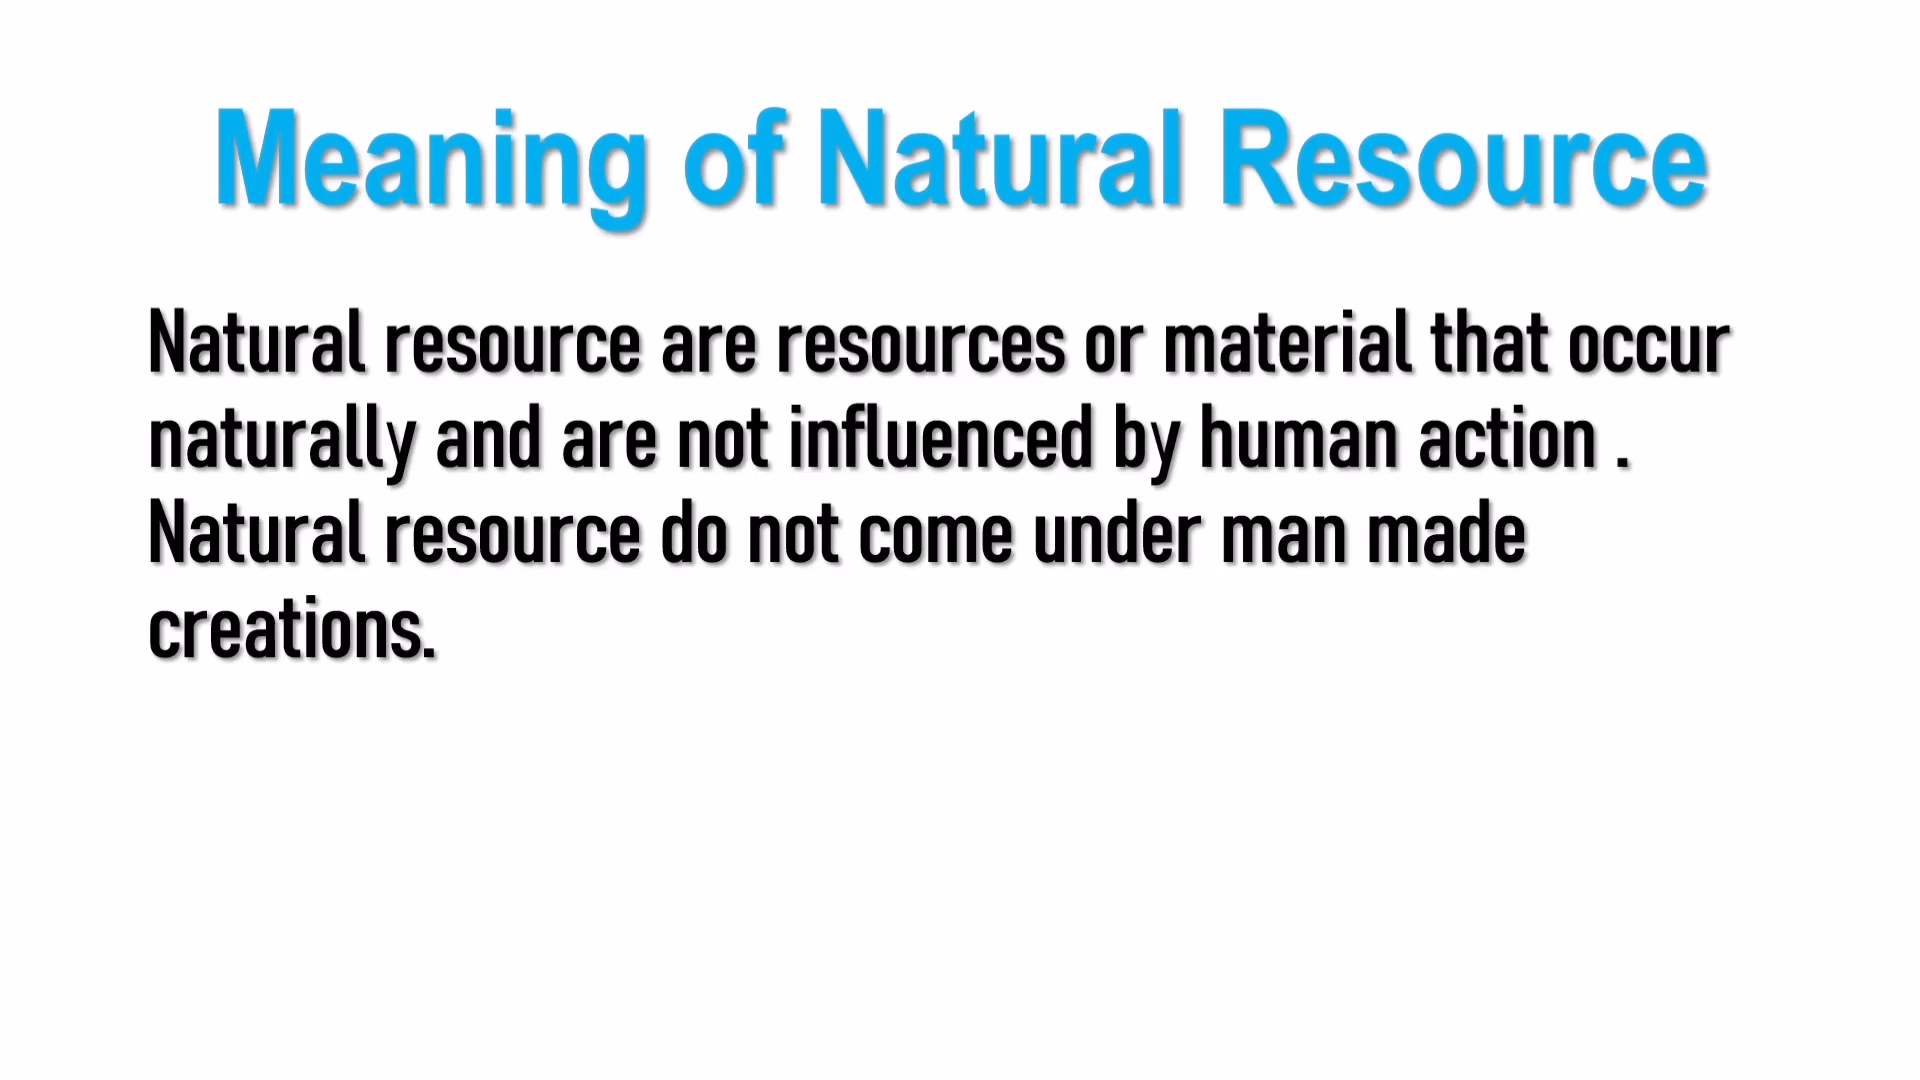 Meaning of Natural Resource
Natural resource are resources or material that occur
naturally and are not influenced by human action .
Natural resource do not come under man made
creations.